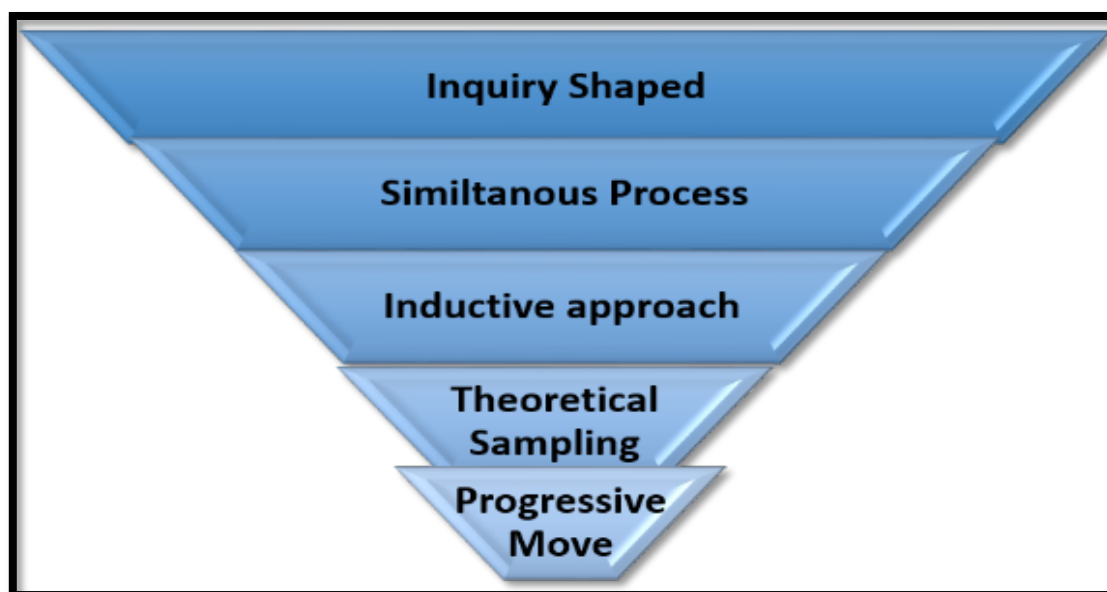 Inquiry Shaped
Similtanous Process
Inductive approach
Theoretical
Sampling
Progressive
Move